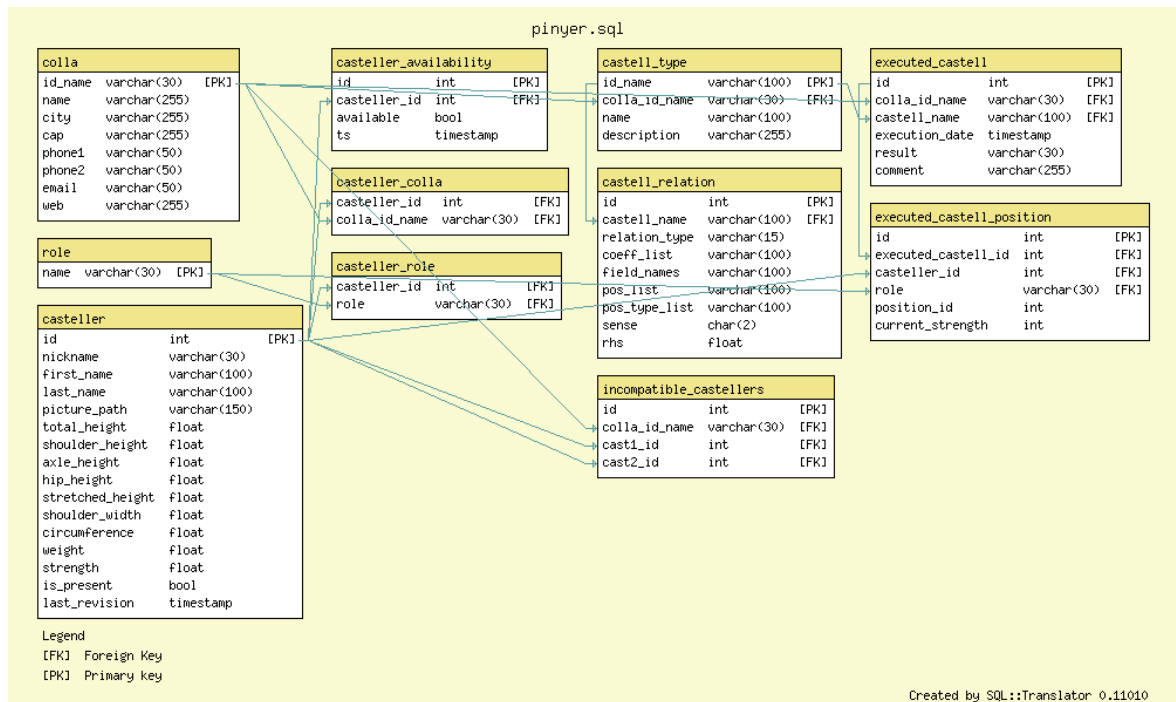 pinyer.sql
colla
id_name varchar(30) [PK]
name varchar(255)
city varchar(255)
cap varchar(255)
phone1 varchar(50)
phone2 varchar(50)
email varchar(50)
web varchar(255)
role
name varchar(30) [PK]
casteller
id int [PK]
nickname varchar(30)
first_name varchar(100)
last_name varchar(100)
picture_path varchar(150)
total_height float
shoulder_height float
axle_height float
hip_height float
stretched_height float
shoulder_width float
circumference float
weight float
strength float
is_present bool
last_revision timestamp
Legend
[FK] Foreign Key
[PK] Primary key
casteller_availability
id int [PK]
casteller_id int [FK]
available bool
ts timestamp
casteller_colla
casteller_id int [FK]
colla_id_name varchar(30) [FK]
casteller_role
casteller_id int [FK]
role varchar(30) [FK]
castell_type
id_name varchar(100) [PK]
colla_id_name varchar(30) [FK]
name varchar(100)
description varchar(255)
castell_relation
id int [PK]
castell_name varchar(100) [FK]
relation_type varchar(15)
coeff_list varchar(100)
field_names varchar(100)
pos_list varchar(100)
pos_type_list varchar(100)
sense char(2)
rhs float
incompatible_castellers
id int [PK]
colla_id_name varchar(30) [FK]
cast1_id int [FK]
cast2_id int [FK]
executed_castell
id int [PK]
colla_id_name varchar(30) [FK]
castell_name varchar(100) [FK]
execution_date timestamp
result varchar(30)
comment varchar(255)
executed_castell_position
id int [PK]
executed_castell_id int [FK]
casteller_id int [FK]
role varchar(30) [FK]
position_id int
current_strength int
Created by SQL::Translator 0.11010